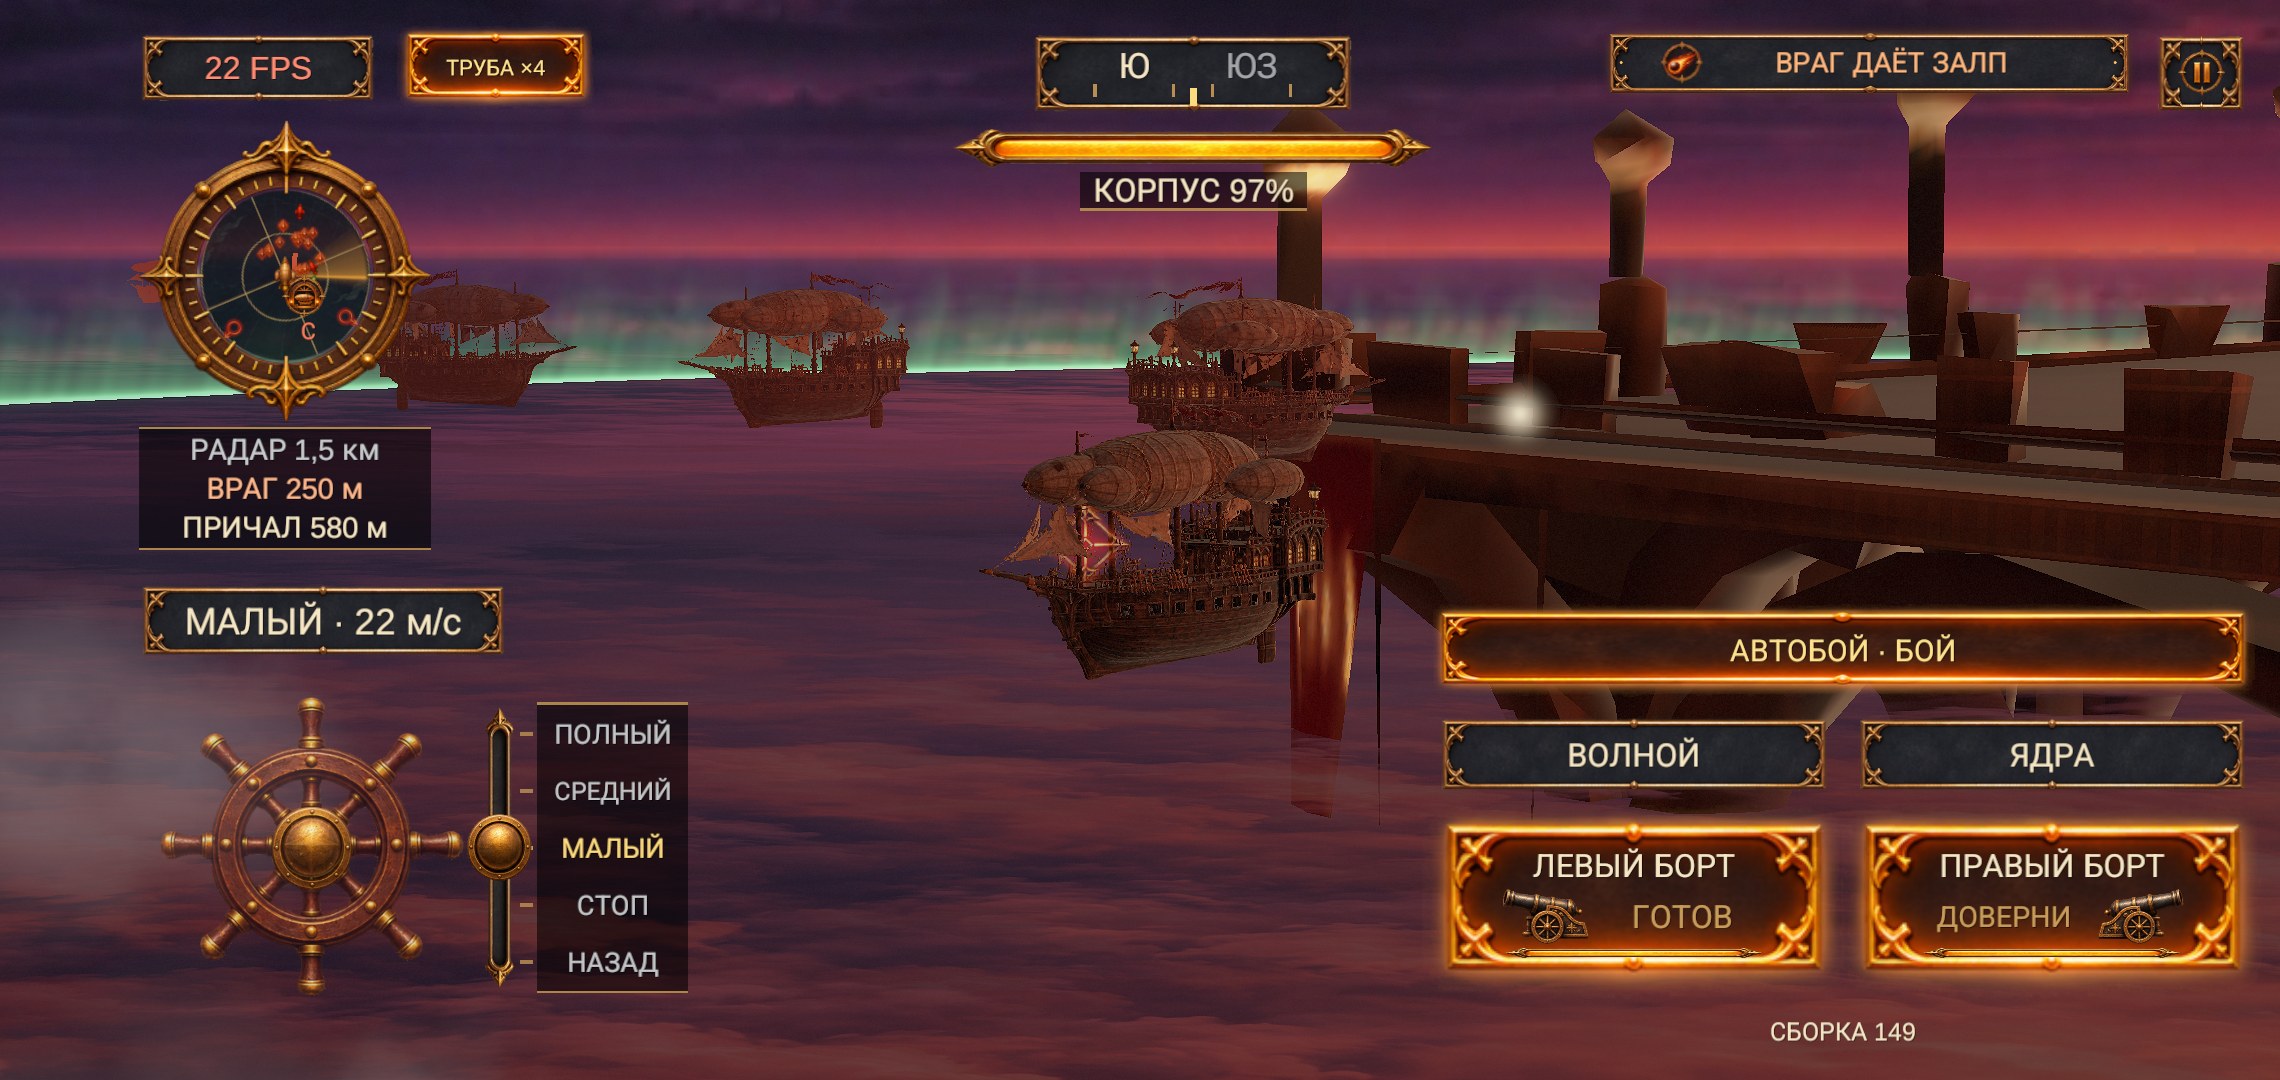 22 FPS
ТРУБА ×4
Ю ЮЗ
ВРАГ ДАЁТ ЗАЛП
КОРПУС 97%
С
РАДАР 1,5 км
ВРАГ 250 м
ПРИЧАЛ 580 м
МАЛЫЙ · 22 м/с
ПОЛНЫЙ
СРЕДНИЙ
МАЛЫЙ
СТОП
НАЗАД
АВТОБОЙ · БОЙ
ВОЛНОЙ
ЯДРА
ЛЕВЫЙ БОРТ
ГОТОВ
ПРАВЫЙ БОРТ
ДОВЕРНИ
СБОРКА 149